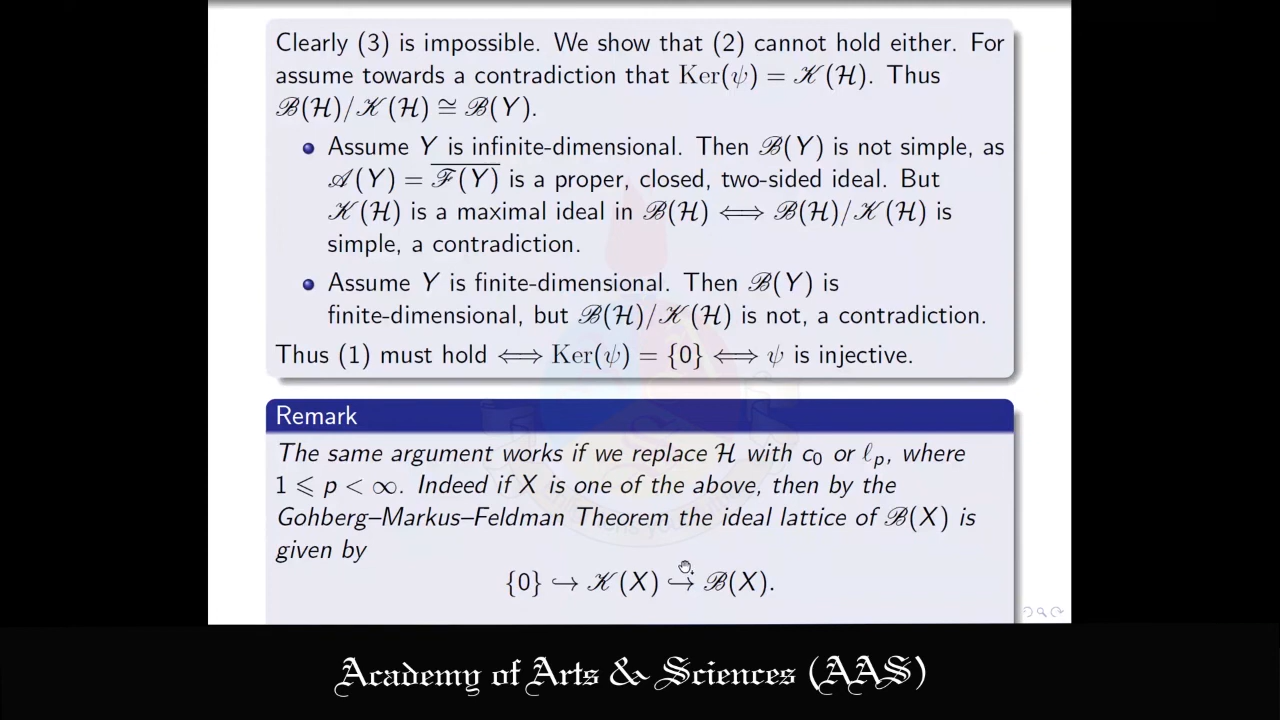 Clearly (3) is impossible. We show that (2) cannot hold either. For
assume towards a contradiction that Ker(ψ) = 𝒦(ℋ). Thus
ℬ(ℋ)/𝒦(ℋ) ≅ ℬ(Y).
• Assume Y is infinite-dimensional. Then ℬ(Y) is not simple, as
𝒜(Y) = \overline{ℱ(Y)} is a proper, closed, two-sided ideal. But
𝒦(ℋ) is a maximal ideal in ℬ(ℋ) ⟺ ℬ(ℋ)/𝒦(ℋ) is
simple, a contradiction.
• Assume Y is finite-dimensional. Then ℬ(Y) is
finite-dimensional, but ℬ(ℋ)/𝒦(ℋ) is not, a contradiction.
Thus (1) must hold ⟺ Ker(ψ) = {0} ⟺ ψ is injective.
Remark
The same argument works if we replace ℋ with c₀ or ℓₚ, where
1 ⩽ p < ∞. Indeed if X is one of the above, then by the
Gohberg–Markus–Feldman Theorem the ideal lattice of ℬ(X) is
given by
{0} ↪ 𝒦(X) ↪ ℬ(X).
Academy of Arts & Sciences (AAS)